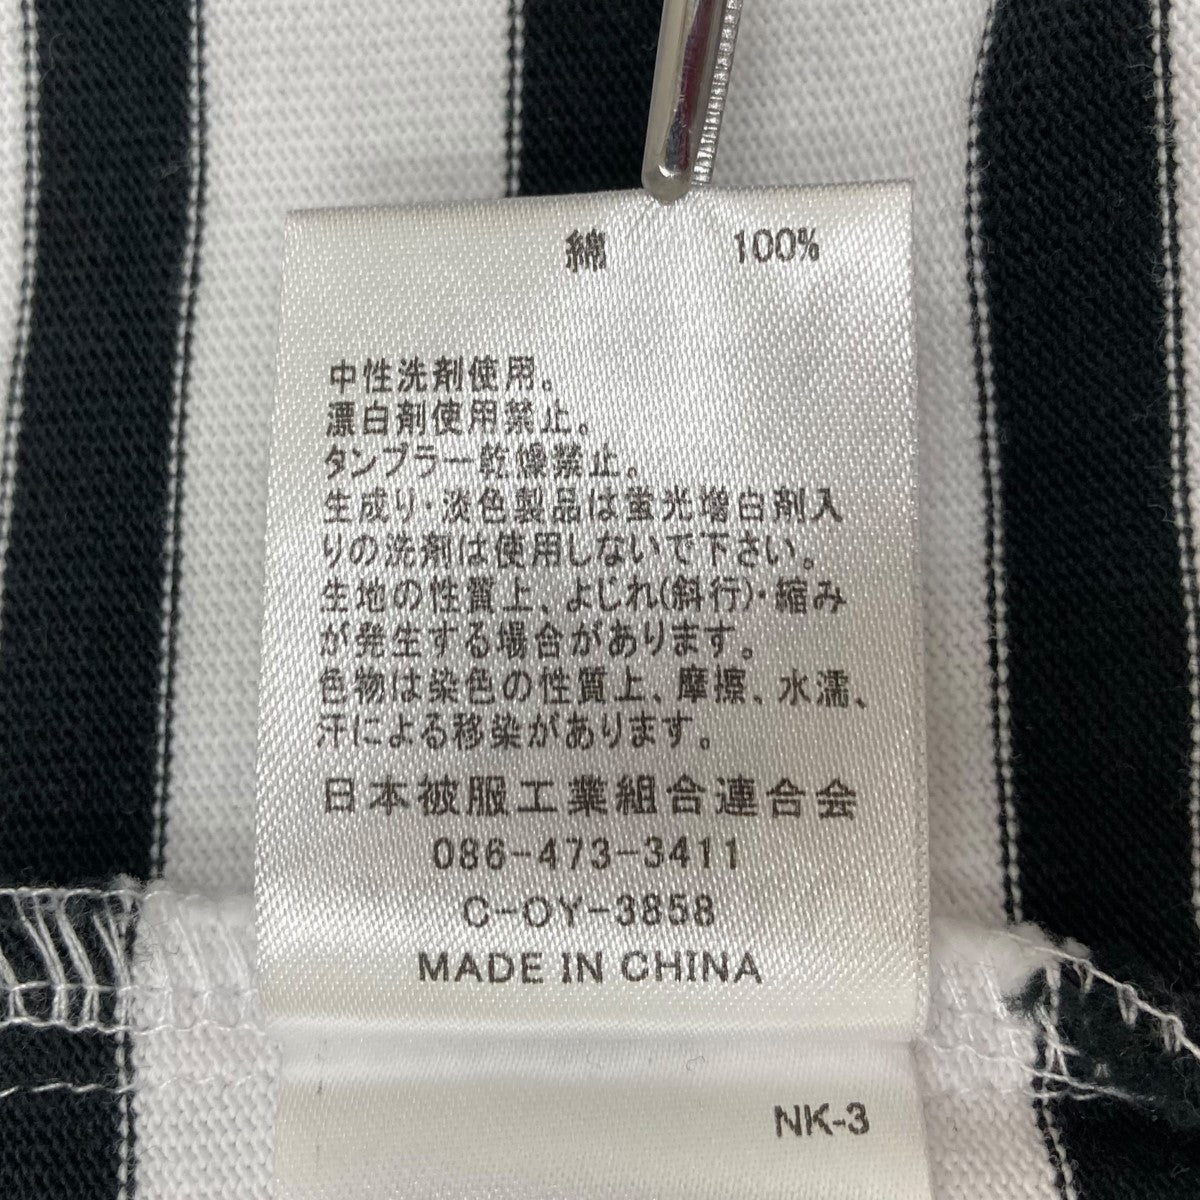 綿 100%
中性洗剤使用。
漂白剤使用禁止。
タンブラー乾燥禁止。
生成り・淡色製品は蛍光増白剤入
りの洗剤は使用しないで下さい。
生地の性質上、よじれ(斜行)・縮み
が発生する場合があります。
色物は染色の性質上、摩擦、水濡、
汗による移染があります。
日本被服工業組合連合会
086-473-3411
C-OY-3858
MADE IN CHINA
NK-3